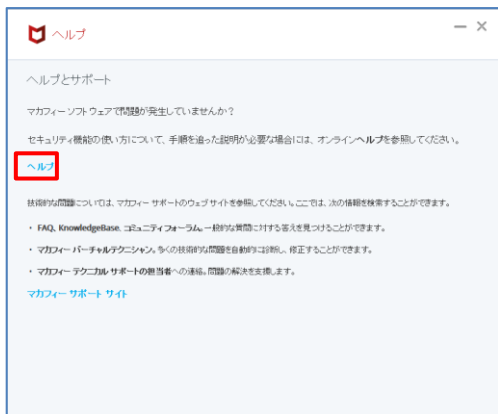 ヘルプ
ヘルプとサポート
マカフィー ソフトウェアで問題が発生していませんか？
セキュリティ機能の使い方について、手順を追った説明が必要な場合には、オンラインヘルプを参照してください。
ヘルプ
技術的な問題については、マカフィー サポートのウェブサイトを参照してください。ここでは、次の情報を検索することができます。
・ FAQ、KnowledgeBase、コミュニティフォーラム。一般的な質問に対する答えを見つけることができます。
・ マカフィー バーチャルテクニシャン。多くの技術的な問題を自動的に診断し、修正することができます。
・ マカフィー テクニカル サポートの担当者への連絡。問題の解決を支援します。
マカフィー サポート サイト